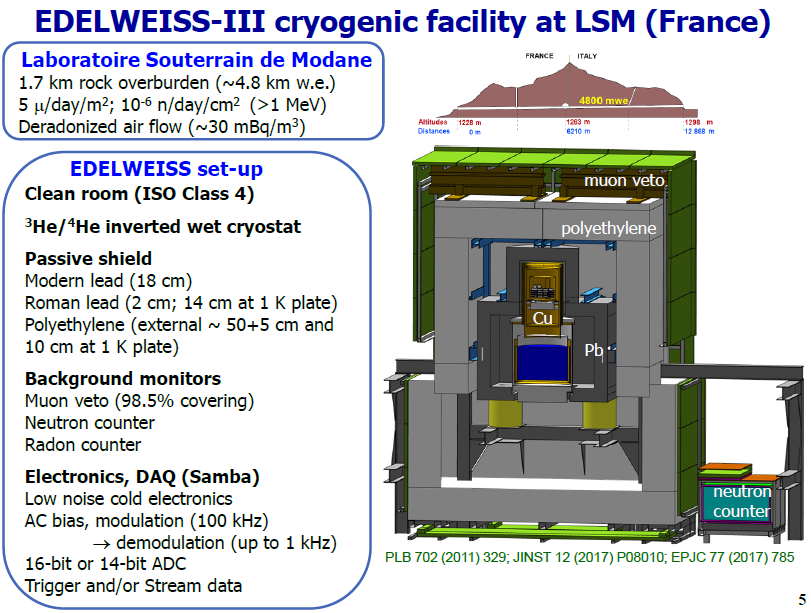 EDELWEISS-III cryogenic facility at LSM (France)
Laboratoire Souterrain de Modane
1.7 km rock overburden (~4.8 km w.e.)
5 μ/day/m²; 10⁻⁶ n/day/cm² (>1 MeV)
Deradonized air flow (~30 mBq/m³)
EDELWEISS set-up
Clean room (ISO Class 4)
³He/⁴He inverted wet cryostat
Passive shield
Modern lead (18 cm)
Roman lead (2 cm; 14 cm at 1 K plate)
Polyethylene (external ~ 50+5 cm and
10 cm at 1 K plate)
Background monitors
Muon veto (98.5% covering)
Neutron counter
Radon counter
Electronics, DAQ (Samba)
Low noise cold electronics
AC bias, modulation (100 kHz)
→ demodulation (up to 1 kHz)
16-bit or 14-bit ADC
Trigger and/or Stream data
FRANCE ITALY
4800 mwe
Altitudes 1228 m 1263 m 1298 m
Distances 0 m 6210 m 12 868 m
muon veto
polyethylene
Cu
Pb
neutron
counter
PLB 702 (2011) 329; JINST 12 (2017) P08010; EPJC 77 (2017) 785
5